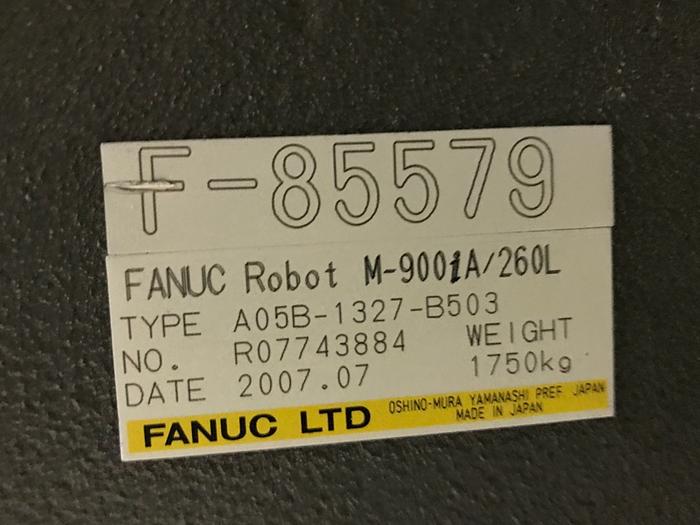 F-85579
FANUC Robot M-900iA/260L
TYPE A05B-1327-B503
NO. R07743884 WEIGHT
DATE 2007.07 1750kg
FANUC LTD OSHINO-MURA YAMANASHI PREF. JAPAN
MADE IN JAPAN